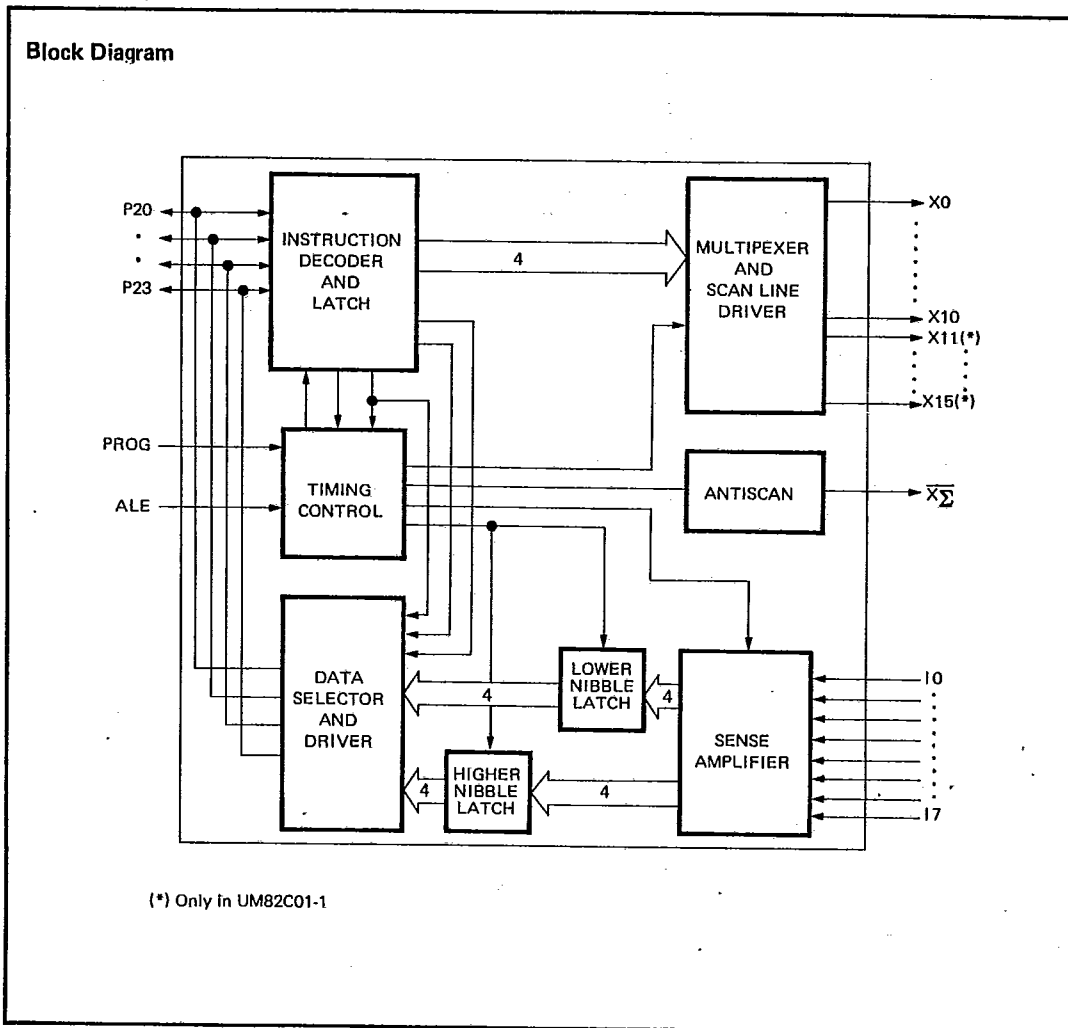 Block Diagram
P20
P23
PROG
ALE
INSTRUCTION
DECODER
AND
LATCH
4
MULTIPEXER
AND
SCAN LINE
DRIVER
X0
X10
X11(*)
X15(*)
TIMING
CONTROL
ANTISCAN
X̅Σ̅
DATA
SELECTOR
AND
DRIVER
4
LOWER
NIBBLE
LATCH
4
4
HIGHER
NIBBLE
LATCH
4
SENSE
AMPLIFIER
I0
I7
(*) Only in UM82C01-1